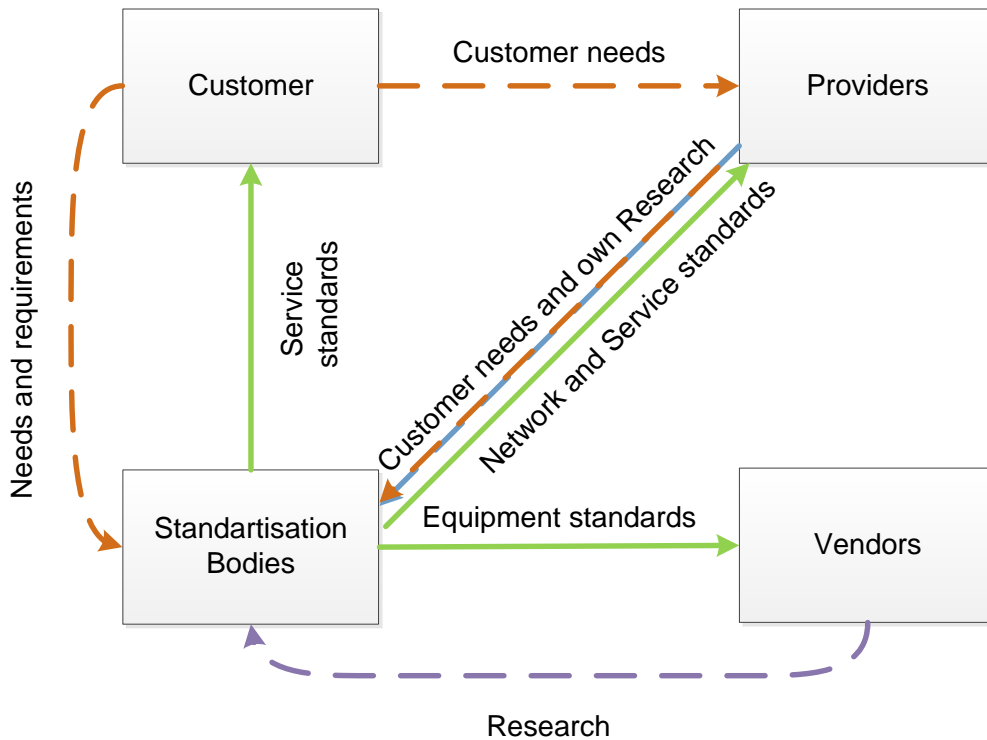 Customer needs
Customer
Providers
Needs and requirements
Service
standards
Customer needs and own Research
Network and Service standards
Standartisation
Bodies
Equipment standards
Vendors
Research